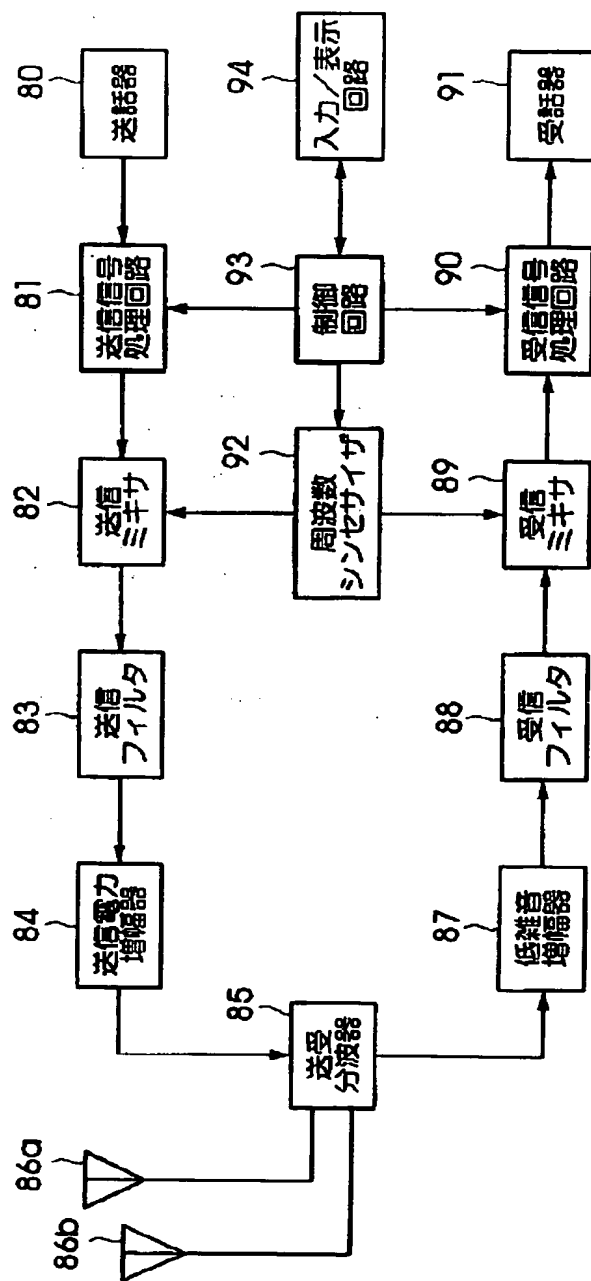 80
送話器
81
送信信号
処理回路
82
送信
ミキサ
83
送信
フィルタ
84
送信電力
増幅器
85
送受
分波器
86a
86b
94
入力/表示
回路
93
制御
回路
92
周波数
シンセサイザ
87
低雑音
増幅器
88
受信
フィルタ
89
受信
ミキサ
90
受信信号
処理回路
91
受話器